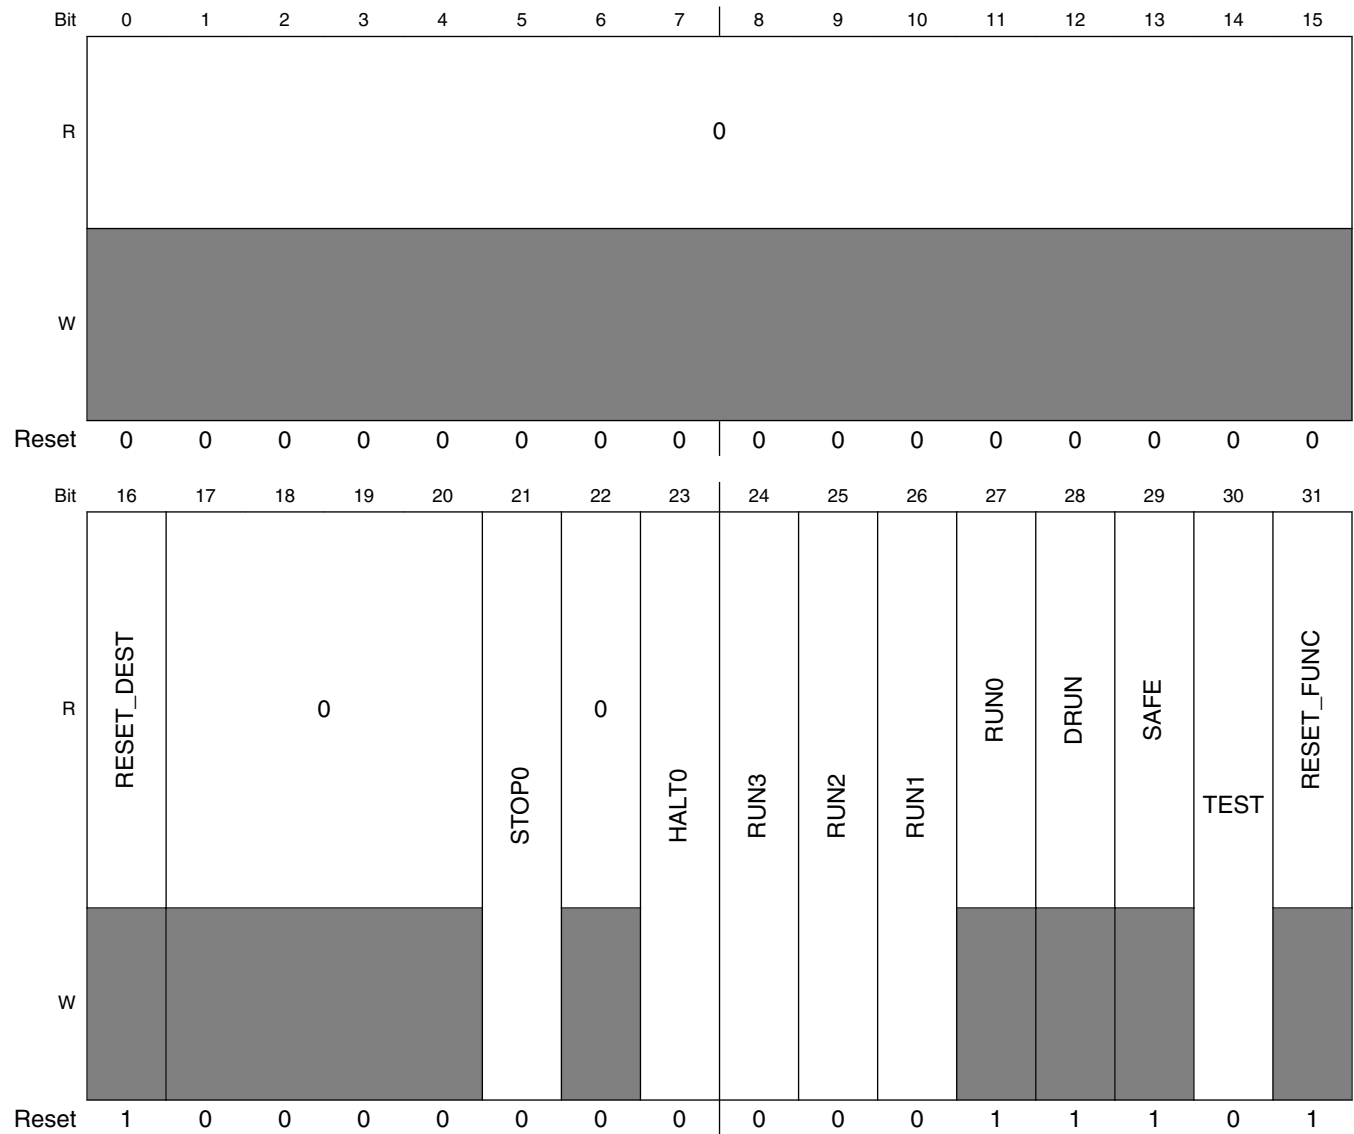 Bit 0 1 2 3 4 5 6 7 8 9 10 11 12 13 14 15
R 0
W
Reset 0 0 0 0 0 0 0 0 0 0 0 0 0 0 0 0
Bit 16 17 18 19 20 21 22 23 24 25 26 27 28 29 30 31
R RESET_DEST 0 STOP0 0 HALT0 RUN3 RUN2 RUN1 RUN0 DRUN SAFE TEST RESET_FUNC
W
Reset 1 0 0 0 0 0 0 0 0 0 0 1 1 1 0 1